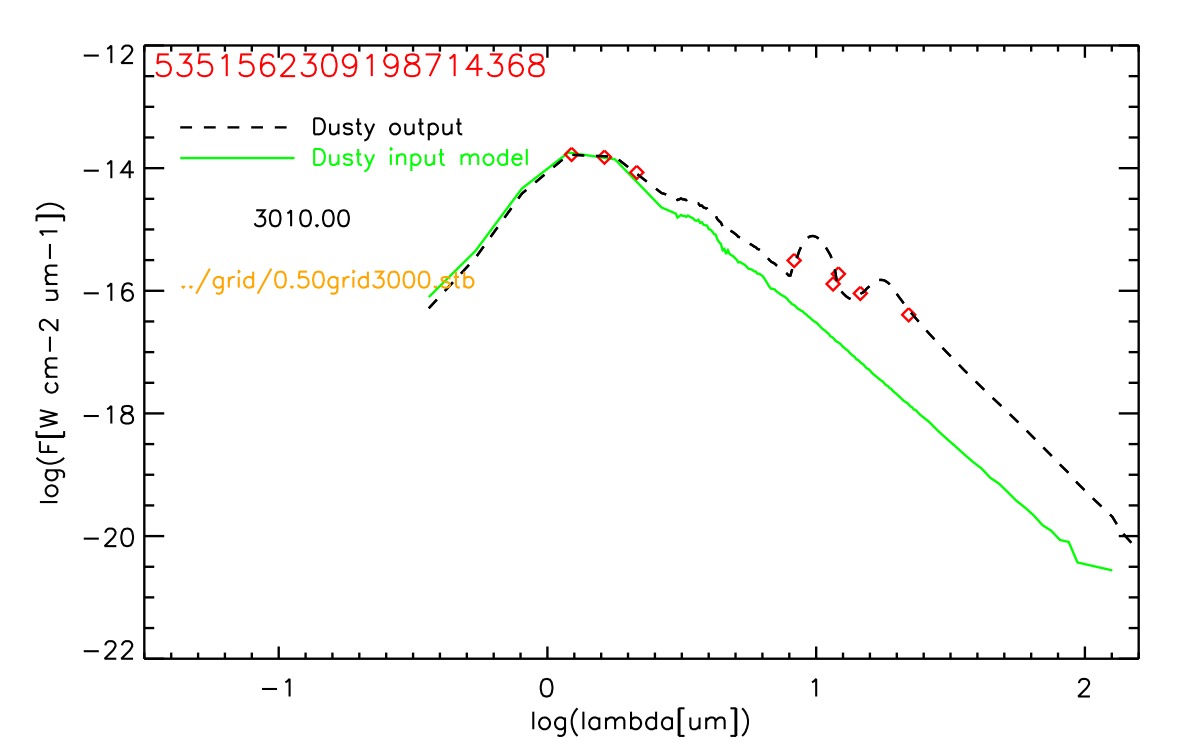 5351562309198714368
Dusty output
Dusty input model
3010.00
../grid/0.50grid3000.stb
−12
−14
−16
−18
−20
−22
log(F[W cm−2 um−1])
−1
0
1
2
log(lambda[um])